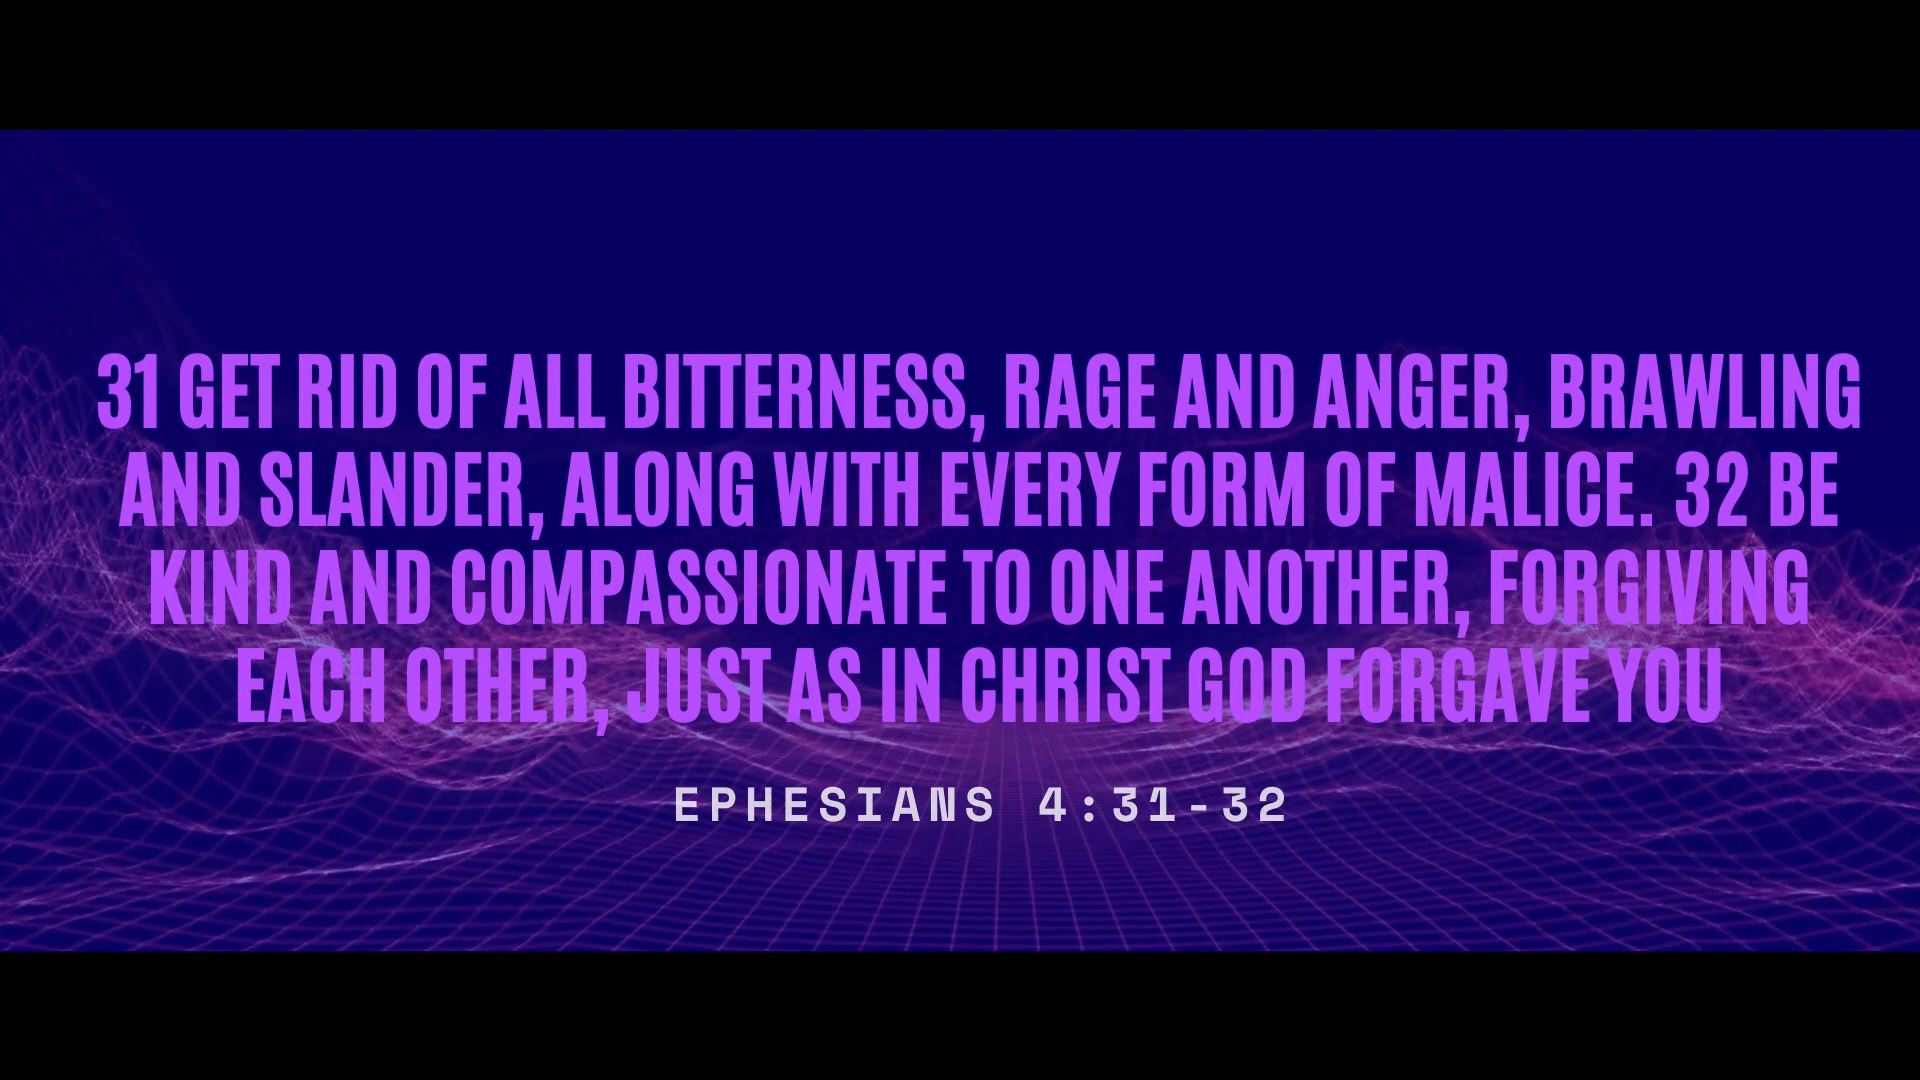 31 GET RID OF ALL BITTERNESS, RAGE AND ANGER, BRAWLING
AND SLANDER, ALONG WITH EVERY FORM OF MALICE. 32 BE
KIND AND COMPASSIONATE TO ONE ANOTHER, FORGIVING
EACH OTHER, JUST AS IN CHRIST GOD FORGAVE YOU
EPHESIANS 4:31-32